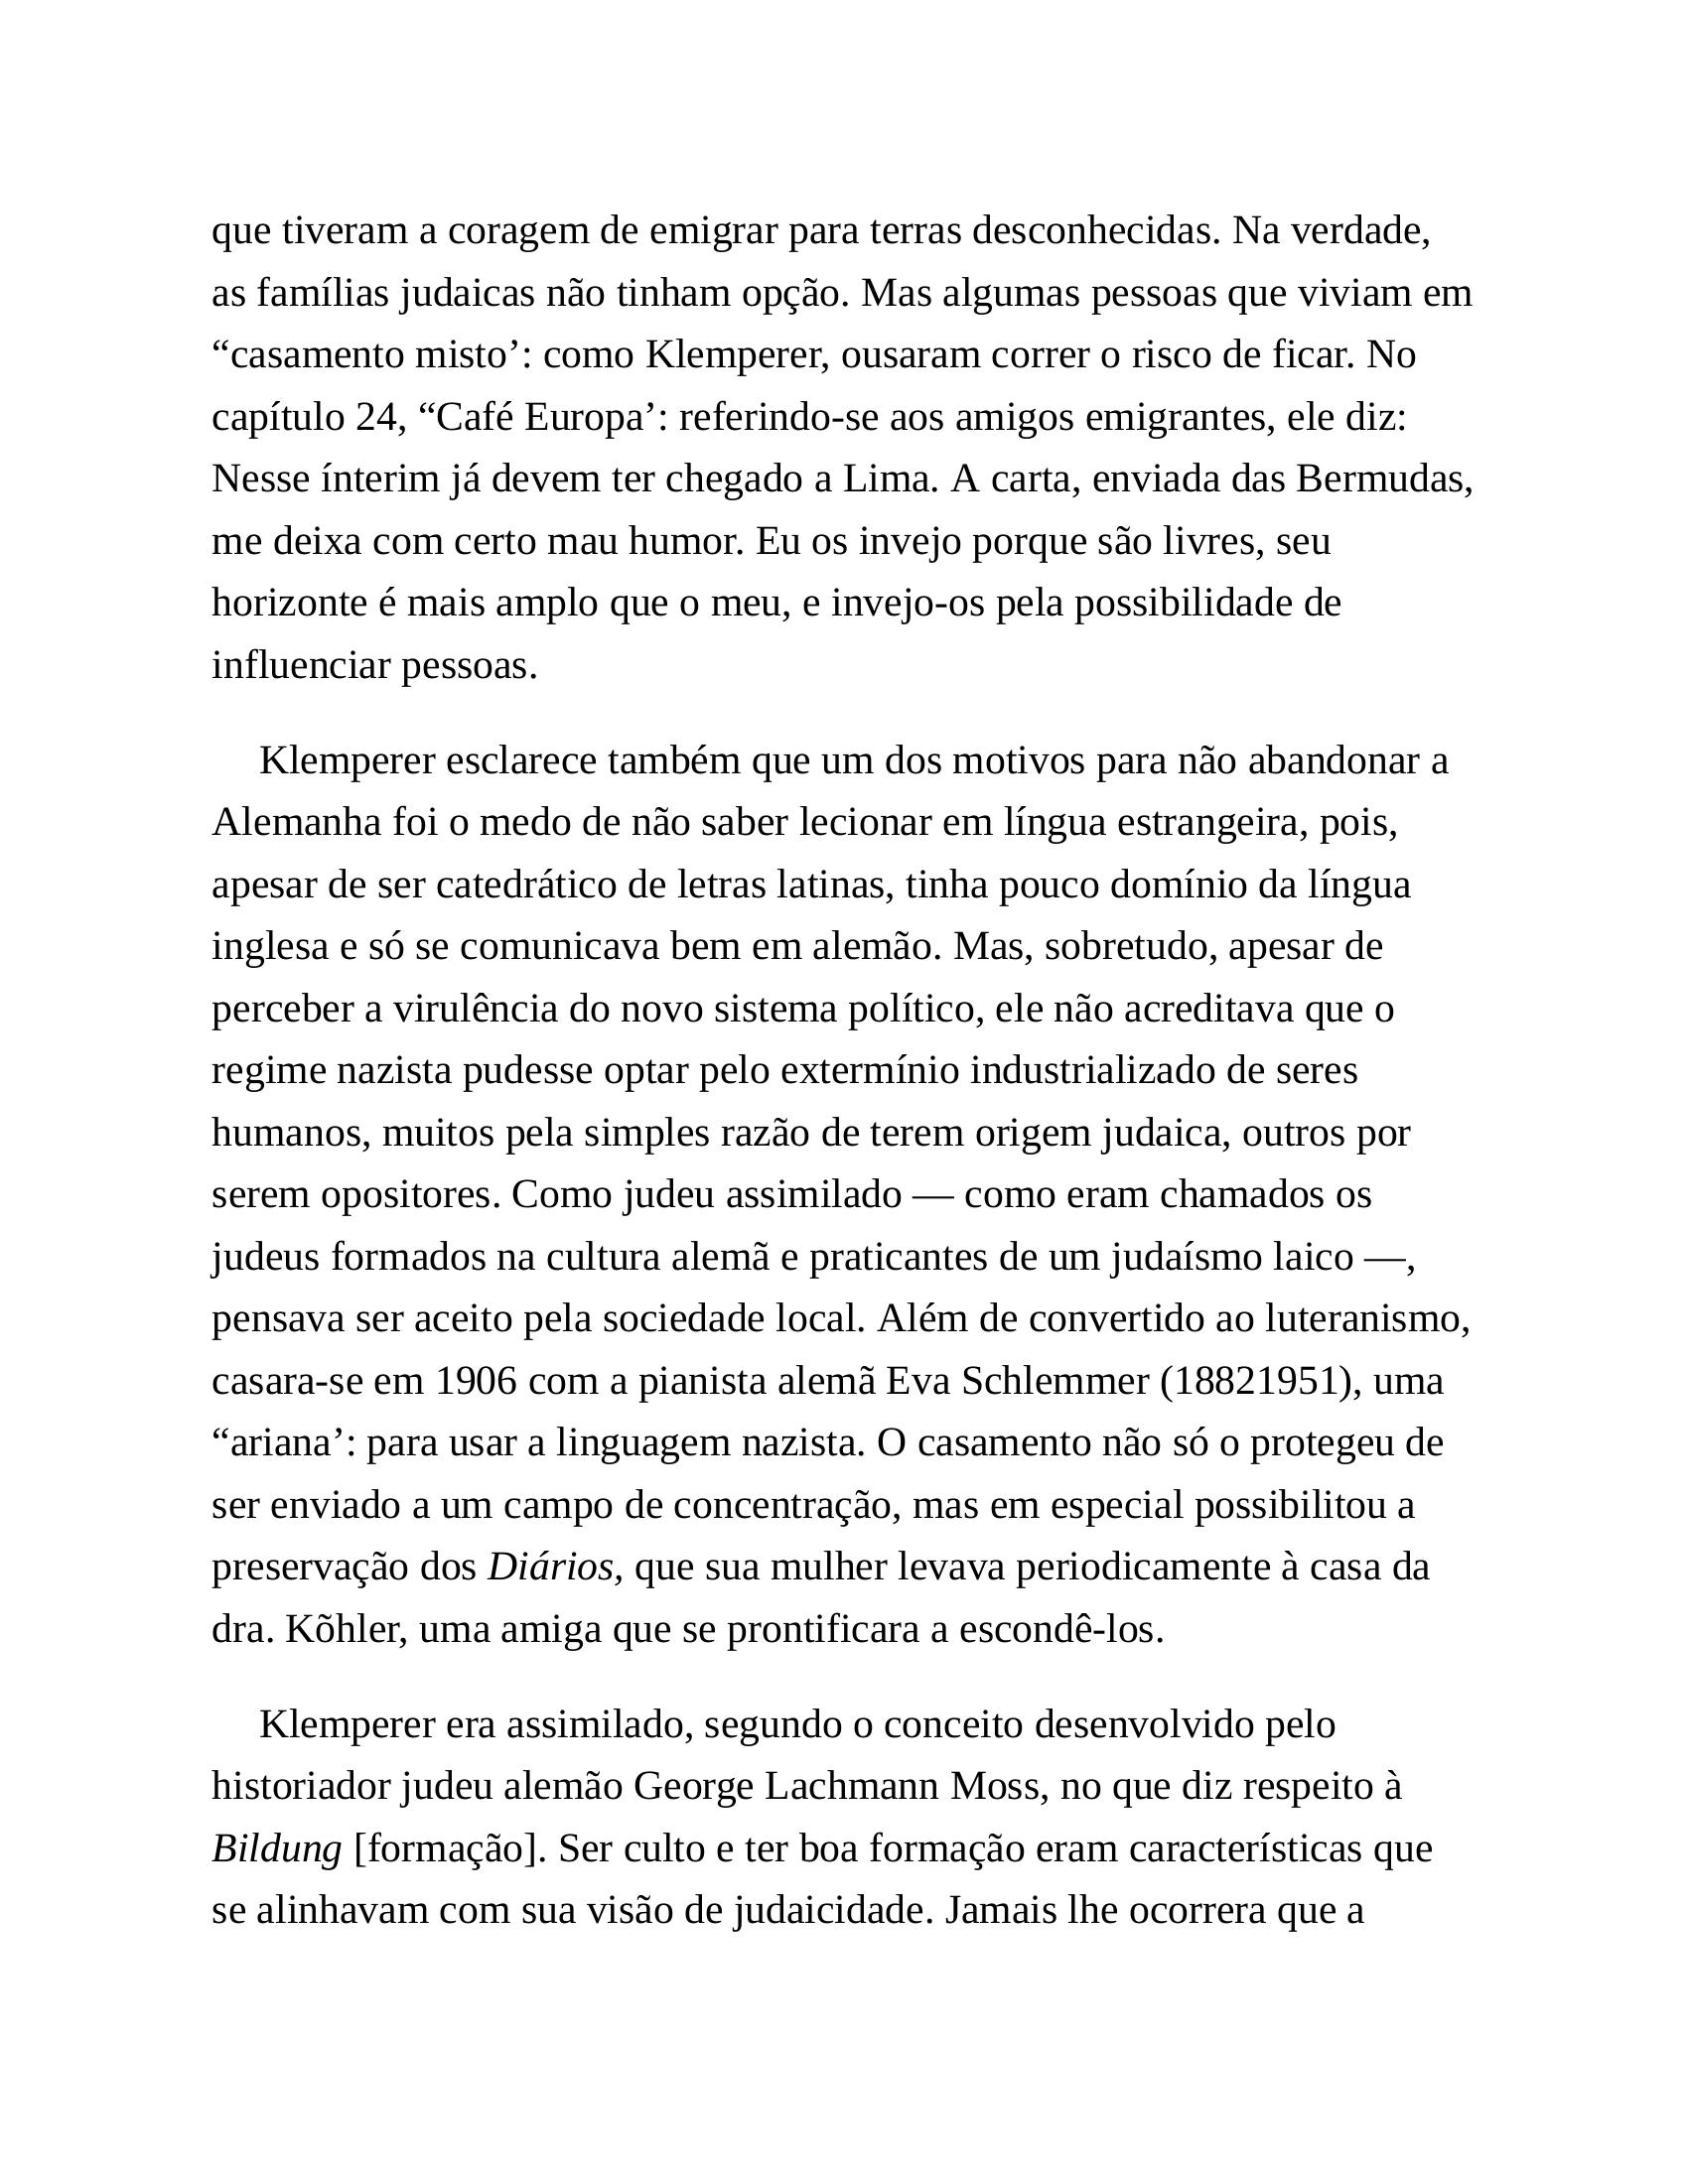 que tiveram a coragem de emigrar para terras desconhecidas. Na verdade,
as famílias judaicas não tinham opção. Mas algumas pessoas que viviam em
“casamento misto’: como Klemperer, ousaram correr o risco de ficar. No
capítulo 24, “Café Europa’: referindo-se aos amigos emigrantes, ele diz:
Nesse ínterim já devem ter chegado a Lima. A carta, enviada das Bermudas,
me deixa com certo mau humor. Eu os invejo porque são livres, seu
horizonte é mais amplo que o meu, e invejo-os pela possibilidade de
influenciar pessoas.
Klemperer esclarece também que um dos motivos para não abandonar a
Alemanha foi o medo de não saber lecionar em língua estrangeira, pois,
apesar de ser catedrático de letras latinas, tinha pouco domínio da língua
inglesa e só se comunicava bem em alemão. Mas, sobretudo, apesar de
perceber a virulência do novo sistema político, ele não acreditava que o
regime nazista pudesse optar pelo extermínio industrializado de seres
humanos, muitos pela simples razão de terem origem judaica, outros por
serem opositores. Como judeu assimilado — como eram chamados os
judeus formados na cultura alemã e praticantes de um judaísmo laico —,
pensava ser aceito pela sociedade local. Além de convertido ao luteranismo,
casara-se em 1906 com a pianista alemã Eva Schlemmer (18821951), uma
“ariana’: para usar a linguagem nazista. O casamento não só o protegeu de
ser enviado a um campo de concentração, mas em especial possibilitou a
preservação dos Diários, que sua mulher levava periodicamente à casa da
dra. Kõhler, uma amiga que se prontificara a escondê-los.
Klemperer era assimilado, segundo o conceito desenvolvido pelo
historiador judeu alemão George Lachmann Moss, no que diz respeito à
Bildung [formação]. Ser culto e ter boa formação eram características que
se alinhavam com sua visão de judaicidade. Jamais lhe ocorrera que a